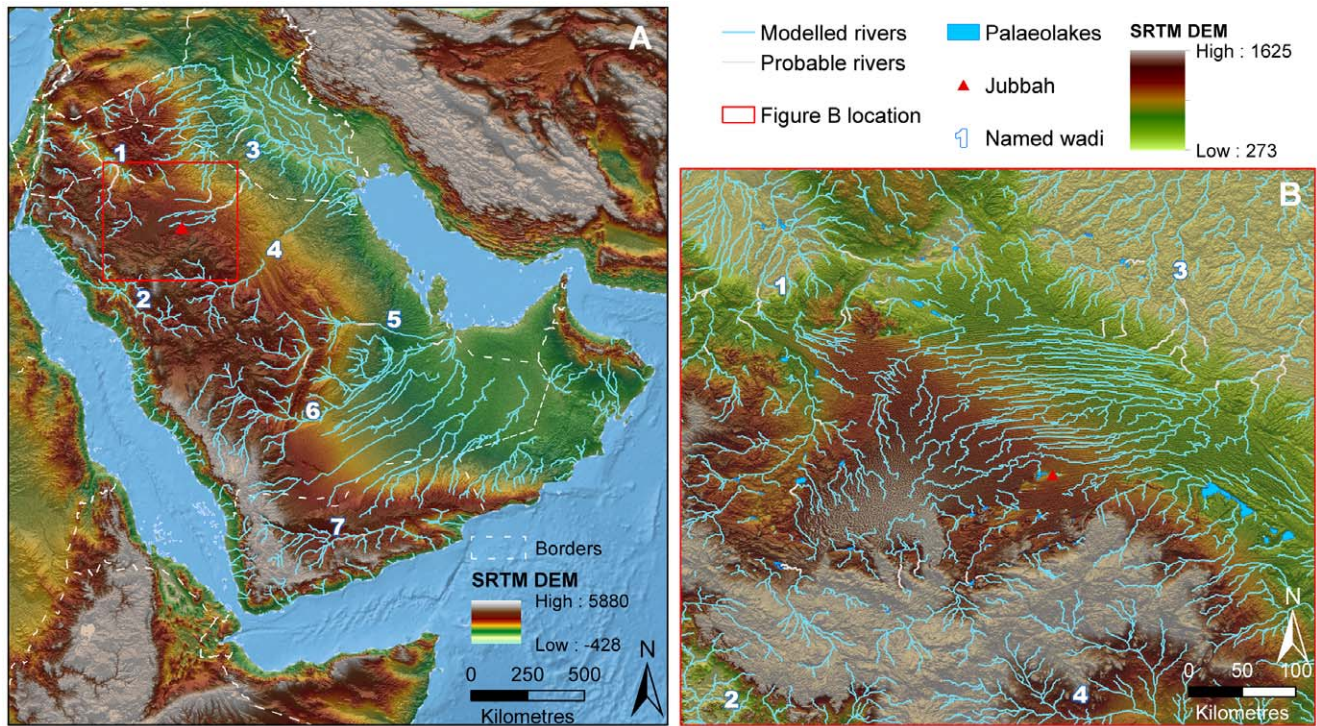 A
1
3
4
2
5
6
7
Borders
SRTM DEM
High : 5880
Low : -428
0 250 500
Kilometres
N
Modelled rivers
Probable rivers
Figure B location
Palaeolakes
Jubbah
1 Named wadi
SRTM DEM
High : 1625
Low : 273
B
1
3
2
4
N
0 50 100
Kilometres